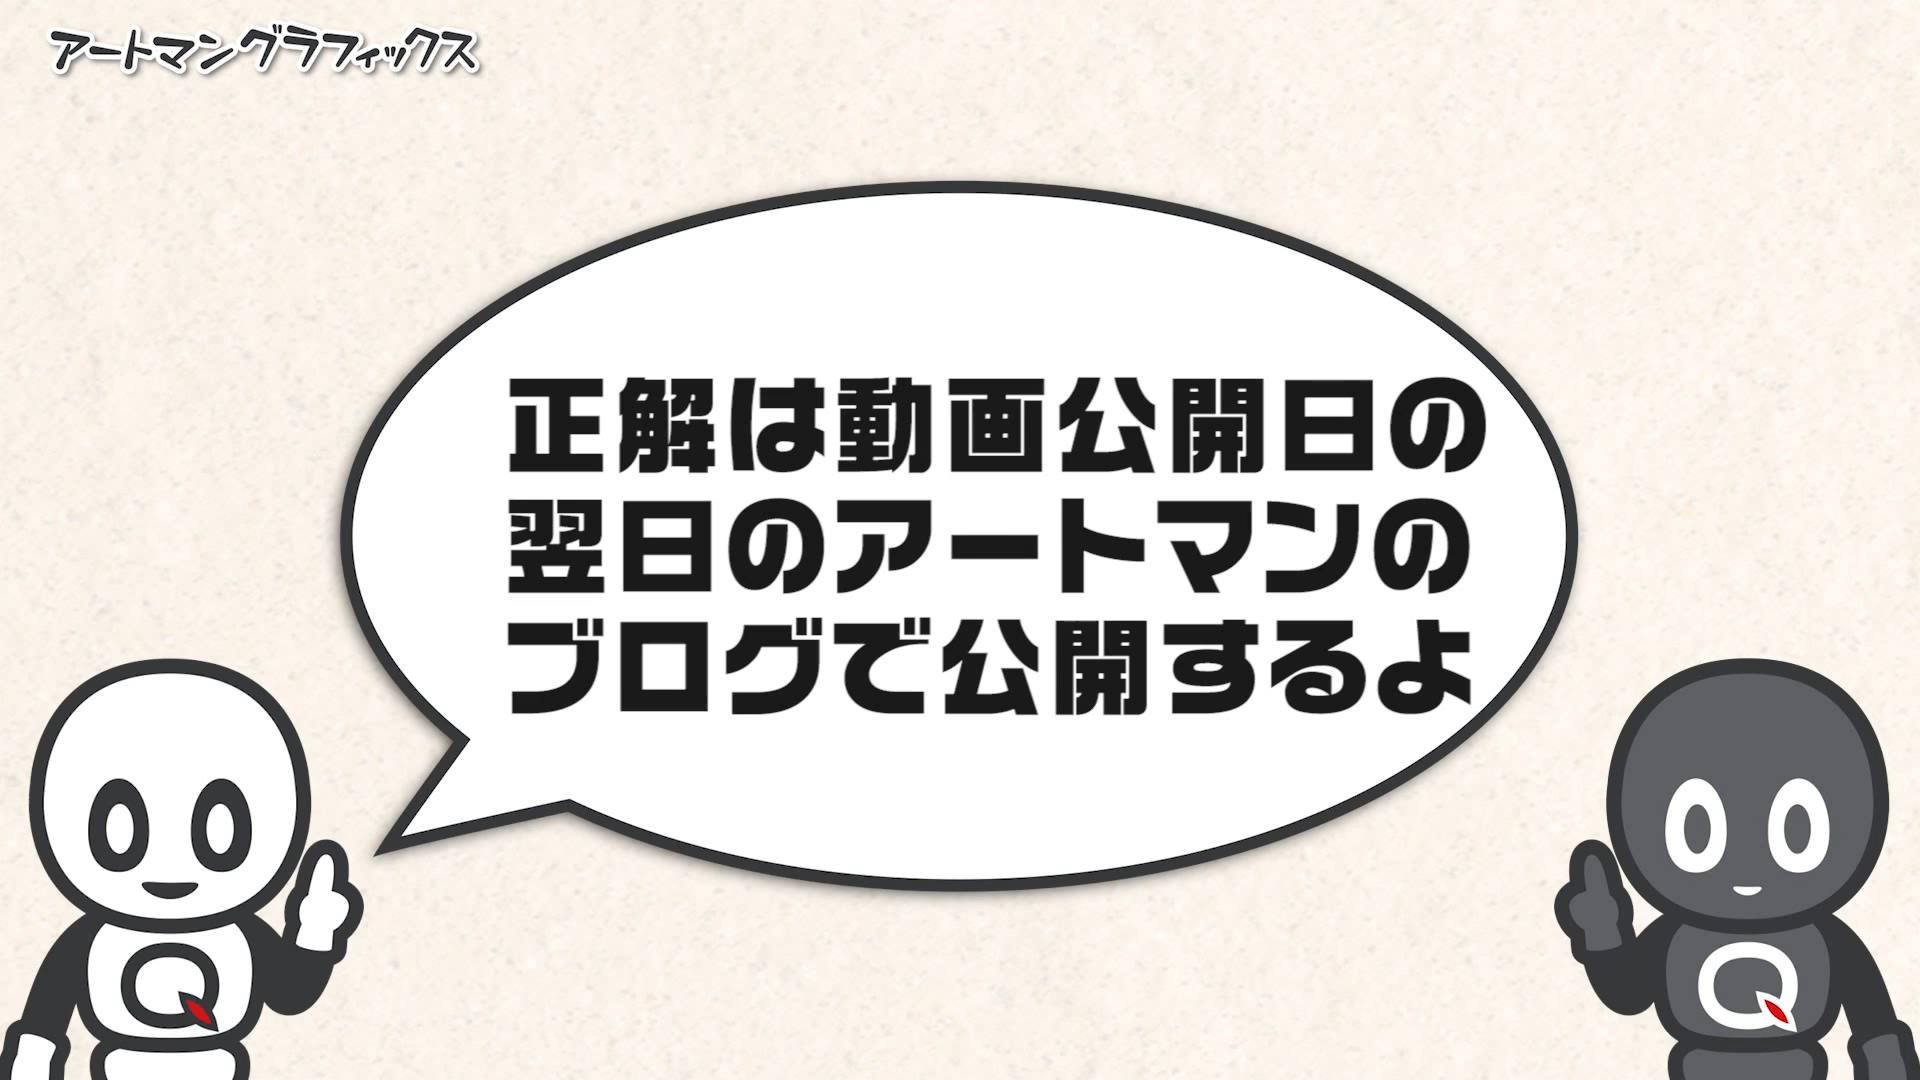 アートマングラフィックス
正解は動画公開日の
翌日のアートマンの
ブログで公開するよ
Q
Q